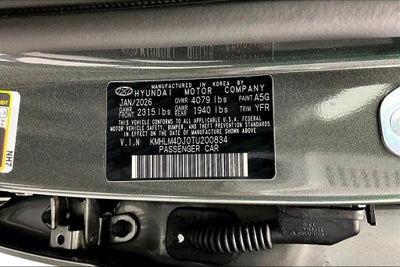 MANUFACTURED IN KOREA BY
HYUNDAI MOTOR COMPANY
JAN/2026 GVWR 4079 lbs PAINT A5G
GAWR FRONT 2315 lbs GAWR REAR 1940 lbs TRIM YFR
THIS VEHICLE CONFORMS TO ALL APPLICABLE U.S.A. FEDERAL
MOTOR VEHICLE SAFETY, BUMPER, AND THEFT PREVENTION
STANDARDS IN EFFECT ON THE DATE OF MANUFACTURE
SHOWN ABOVE.
V.I.N KMHLM4DJ0TU200834
PASSENGER CAR
NH7